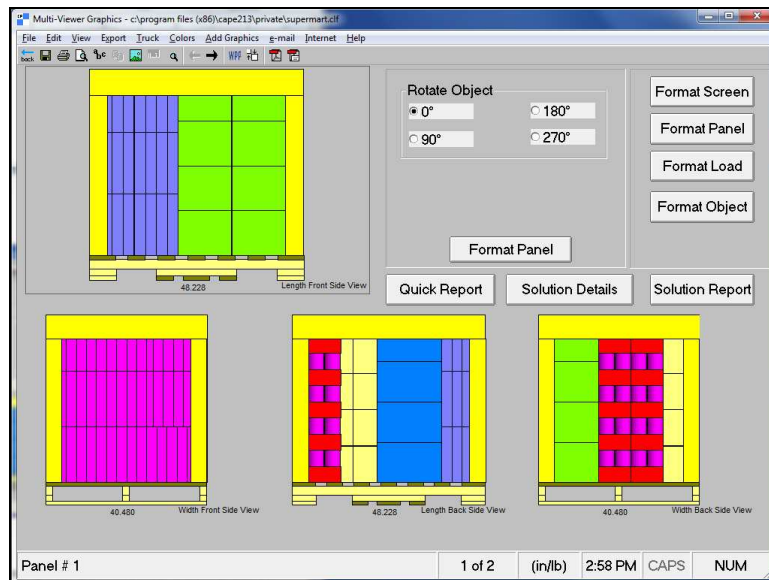 Multi-Viewer Graphics - c:\program files (x86)\cape213\private\supermart.clf
File Edit View Export Truck Colors Add Graphics e-mail Internet Help
back WPP
Rotate Object
0° 180°
90° 270°
Format Screen
Format Panel
Format Load
Format Object
Format Panel
Quick Report Solution Details Solution Report
48.228 Length Front Side View
40.480 Width Front Side View
48.228 Length Back Side View
40.480 Width Back Side View
Panel # 1 1 of 2 (in/lb) 2:58 PM CAPS NUM